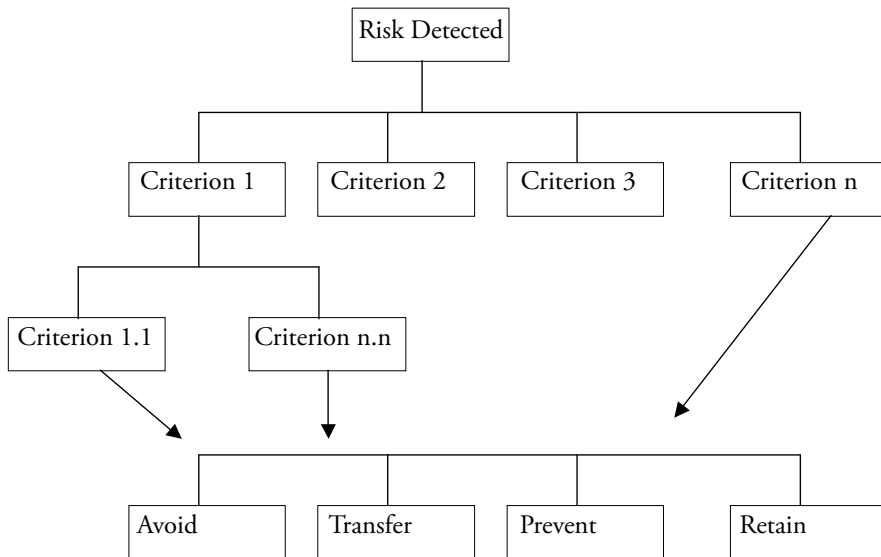 Risk Detected
Criterion 1
Criterion 2
Criterion 3
Criterion n
Criterion 1.1
Criterion n.n
Avoid
Transfer
Prevent
Retain